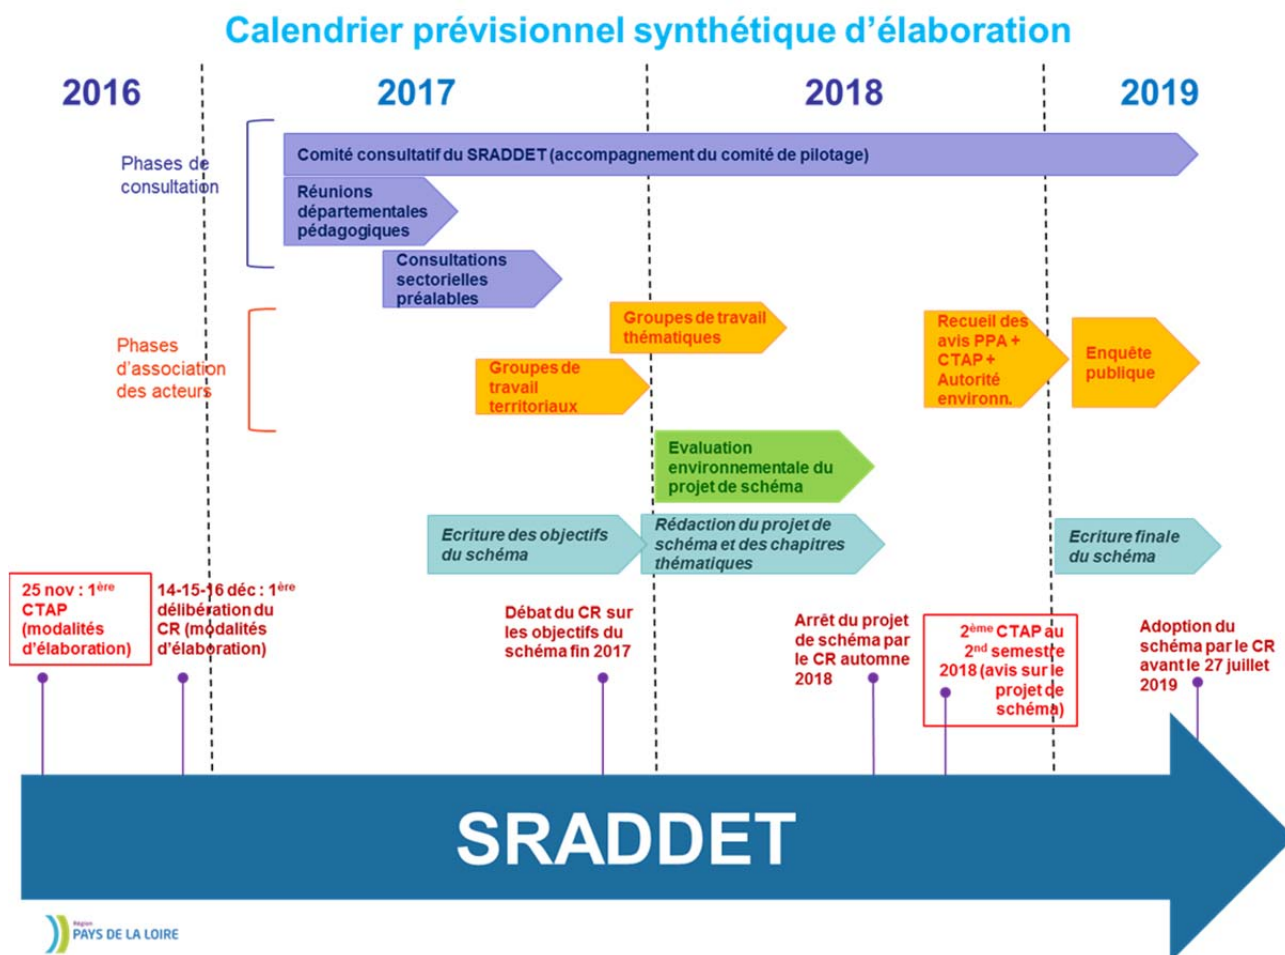 Calendrier prévisionnel synthétique d'élaboration
2016
2017
2018
2019
Phases de
consultation
Comité consultatif du SRADDET (accompagnement du comité de pilotage)
Réunions
départementales
pédagogiques
Consultations
sectorielles
préalables
Phases
d'association
des acteurs
Groupes de travail
thématiques
Groupes de
travail
territoriaux
Recueil des
avis PPA +
CTAP +
Autorité
environn.
Enquête
publique
Evaluation
environnementale du
projet de schéma
Ecriture des objectifs
du schéma
Rédaction du projet de
schéma et des chapitres
thématiques
Ecriture finale
du schéma
25 nov : 1ère
CTAP
(modalités
d'élaboration)
14-15-16 déc : 1ère
délibération du
CR (modalités
d'élaboration)
Débat du CR sur
les objectifs du
schéma fin 2017
Arrêt du projet
de schéma par
le CR automne
2018
2ème CTAP au
2nd semestre
2018 (avis sur le
projet de
schéma)
Adoption du
schéma par le CR
avant le 27 juillet
2019
SRADDET
Région
PAYS DE LA LOIRE